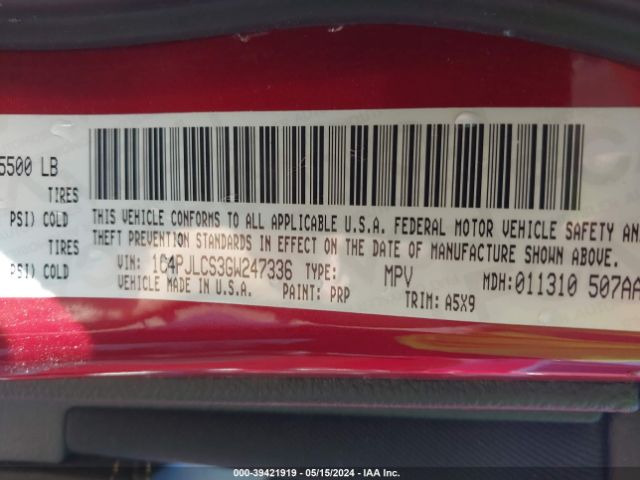 5500 LB
TIRES
PSI) COLD
TIRES
PSI) COLD
THIS VEHICLE CONFORMS TO ALL APPLICABLE U.S.A. FEDERAL MOTOR VEHICLE SAFETY AN
THEFT PREVENTION STANDARDS IN EFFECT ON THE DATE OF MANUFACTURE SHOWN ABOVE.
VIN: 1C4PJLCS3GW247336 TYPE: MPV MDH:011310 507AA
VEHICLE MADE IN U.S.A. PAINT: PRP TRIM: A5X9
000-39421919 / 05/15/2024 / IAA Inc.